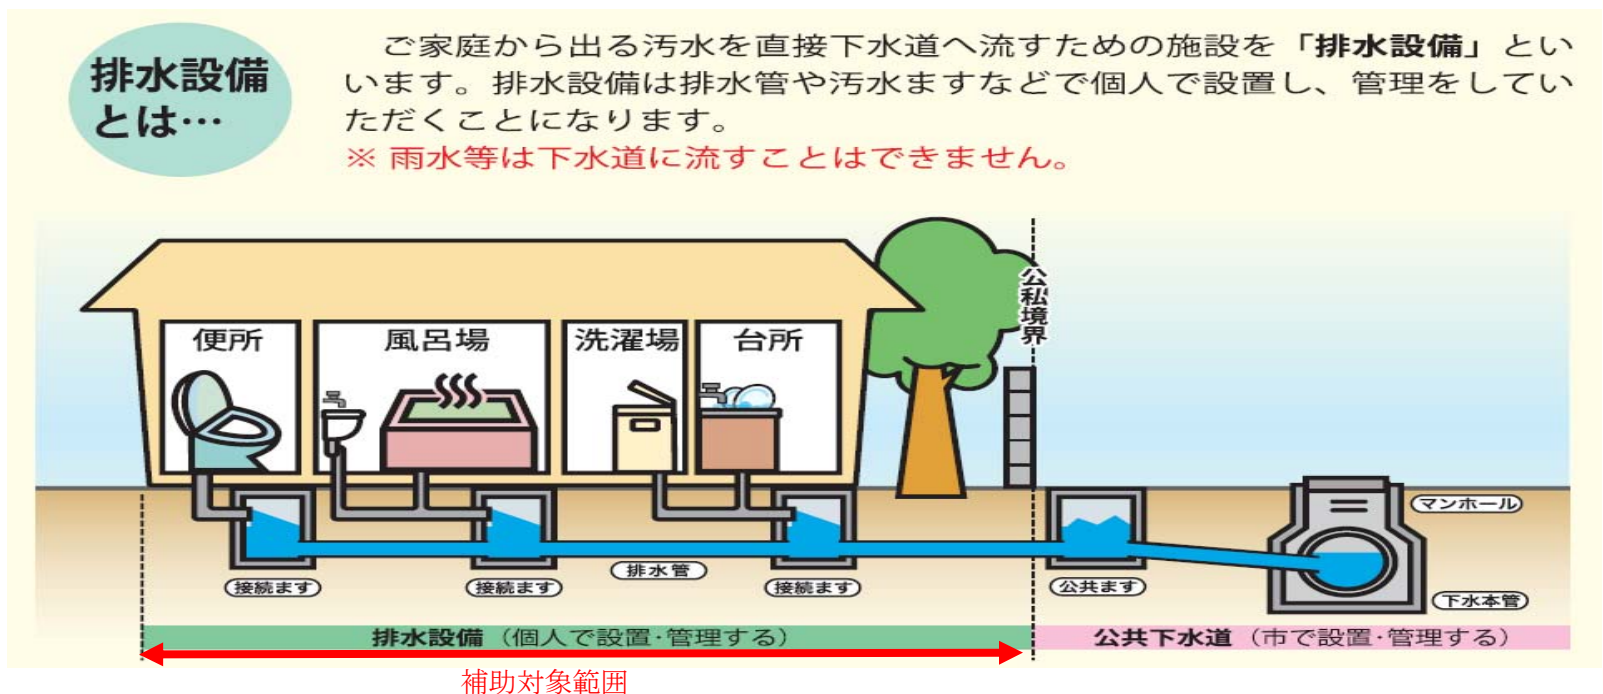 排水設備
とは…
ご家庭から出る汚水を直接下水道へ流すための施設を「排水設備」とい
います。排水設備は排水管や汚水ますなどで個人で設置し、管理をしてい
ただくことになります。
※ 雨水等は下水道に流すことはできません。
公私境界
便所
風呂場
洗濯場
台所
マンホール
接続ます
接続ます
排水管
接続ます
公共ます
下水本管
排水設備（個人で設置・管理する）
公共下水道（市で設置・管理する）
補助対象範囲